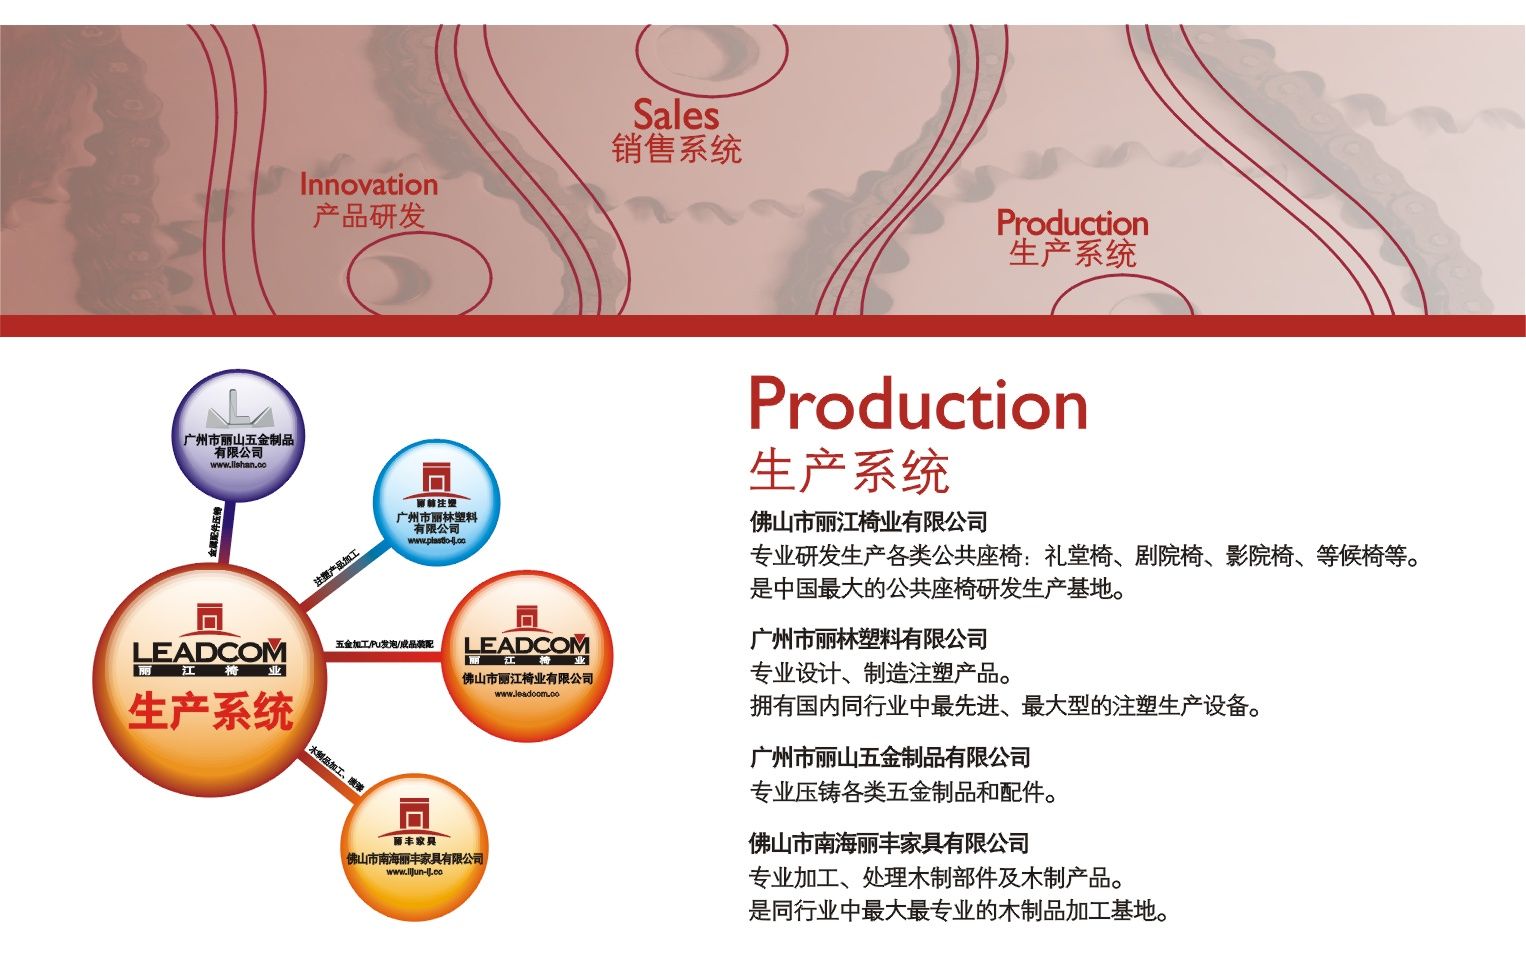 Sales
销售系统
Innovation
产品研发
Production
生产系统
广州市丽山五金制品
有限公司
www.lishan.cc
金属配件压铸
丽林注塑
广州市丽林塑料
有限公司
www.plastic-lj.cc
注塑产品加工
LEADCOM
丽江椅业
生产系统
五金加工/Pu发泡/成品装配
LEADCOM
丽江椅业
佛山市丽江椅业有限公司
www.leadcom.cc
木制品加工、喷漆
丽丰家具
佛山市南海丽丰家具有限公司
www.lijun-lj.cc
Production
生产系统
佛山市丽江椅业有限公司
专业研发生产各类公共座椅：礼堂椅、剧院椅、影院椅、等候椅等。
是中国最大的公共座椅研发生产基地。
广州市丽林塑料有限公司
专业设计、制造注塑产品。
拥有国内同行业中最先进、最大型的注塑生产设备。
广州市丽山五金制品有限公司
专业压铸各类五金制品和配件。
佛山市南海丽丰家具有限公司
专业加工、处理木制部件及木制产品。
是同行业中最大最专业的木制品加工基地。